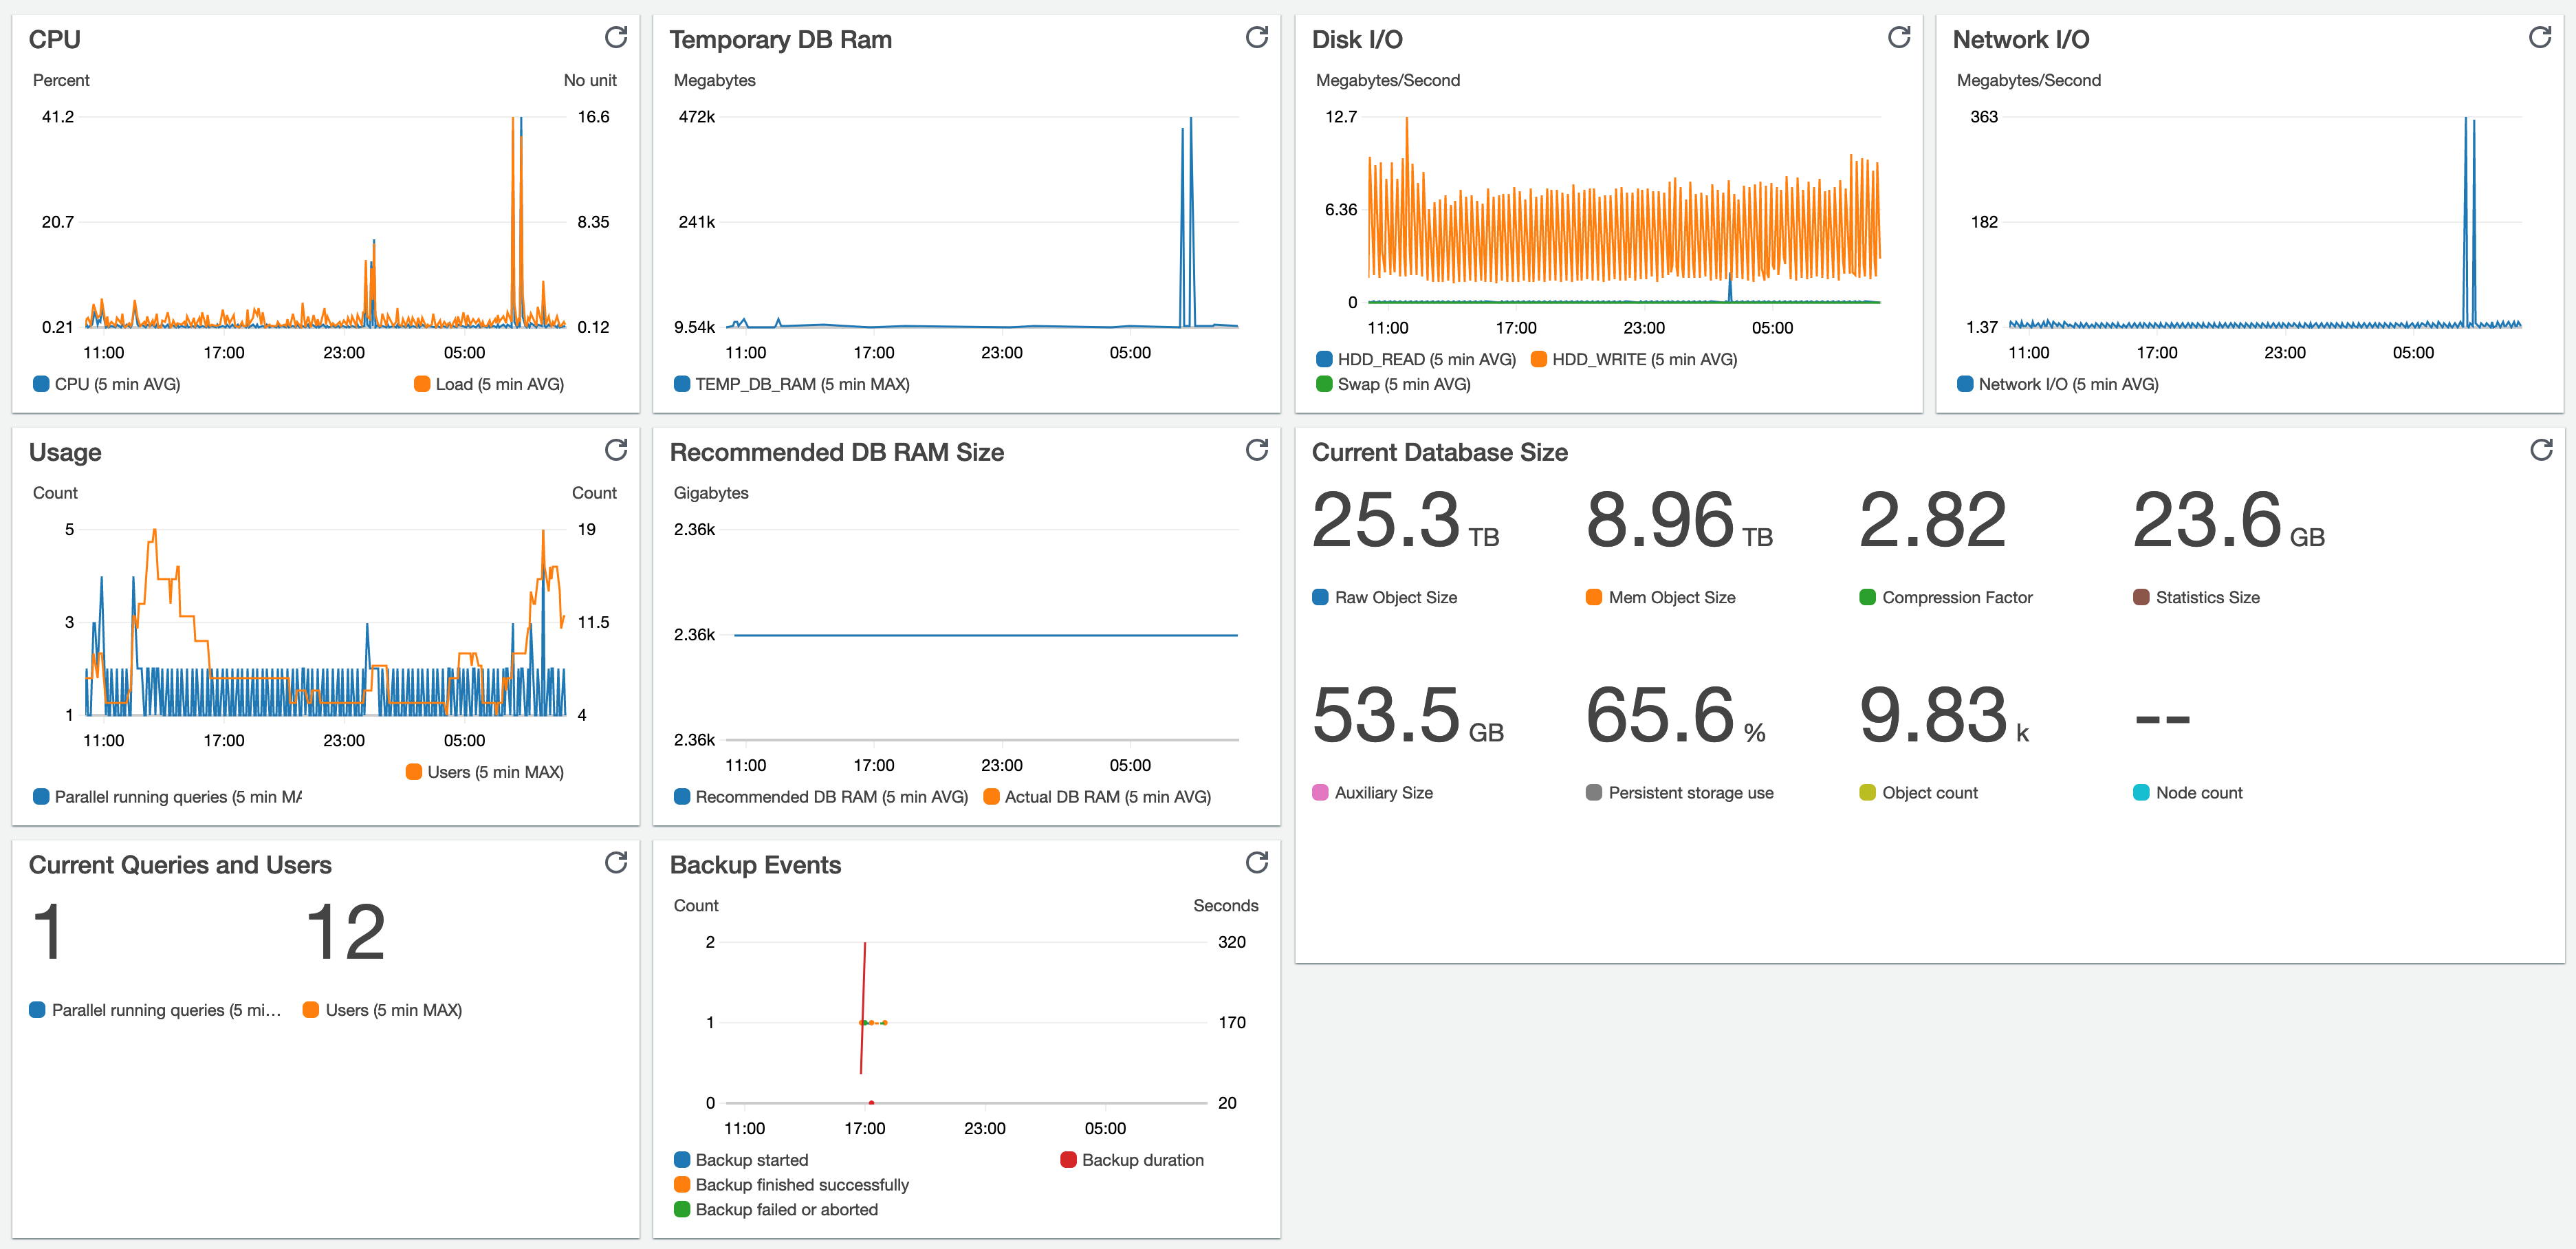 CPU
Percent No unit
41.2 16.6
20.7 8.35
0.21 0.12
11:00 17:00 23:00 05:00
CPU (5 min AVG) Load (5 min AVG)
Temporary DB Ram
Megabytes
472k
241k
9.54k
11:00 17:00 23:00 05:00
TEMP_DB_RAM (5 min MAX)
Disk I/O
Megabytes/Second
12.7
6.36
0
11:00 17:00 23:00 05:00
HDD_READ (5 min AVG) HDD_WRITE (5 min AVG)
Swap (5 min AVG)
Network I/O
Megabytes/Second
363
182
1.37
11:00 17:00 23:00 05:00
Network I/O (5 min AVG)
Usage
Count Count
5 19
3 11.5
1 4
11:00 17:00 23:00 05:00
Users (5 min MAX)
Parallel running queries (5 min MA
Recommended DB RAM Size
Gigabytes
2.36k
2.36k
2.36k
11:00 17:00 23:00 05:00
Recommended DB RAM (5 min AVG) Actual DB RAM (5 min AVG)
Current Database Size
25.3 TB 8.96 TB 2.82 23.6 GB
Raw Object Size Mem Object Size Compression Factor Statistics Size
53.5 GB 65.6 % 9.83 k --
Auxiliary Size Persistent storage use Object count Node count
Current Queries and Users
1 12
Parallel running queries (5 mi... Users (5 min MAX)
Backup Events
Count Seconds
2 320
1 170
0 20
11:00 17:00 23:00 05:00
Backup started Backup duration
Backup finished successfully
Backup failed or aborted